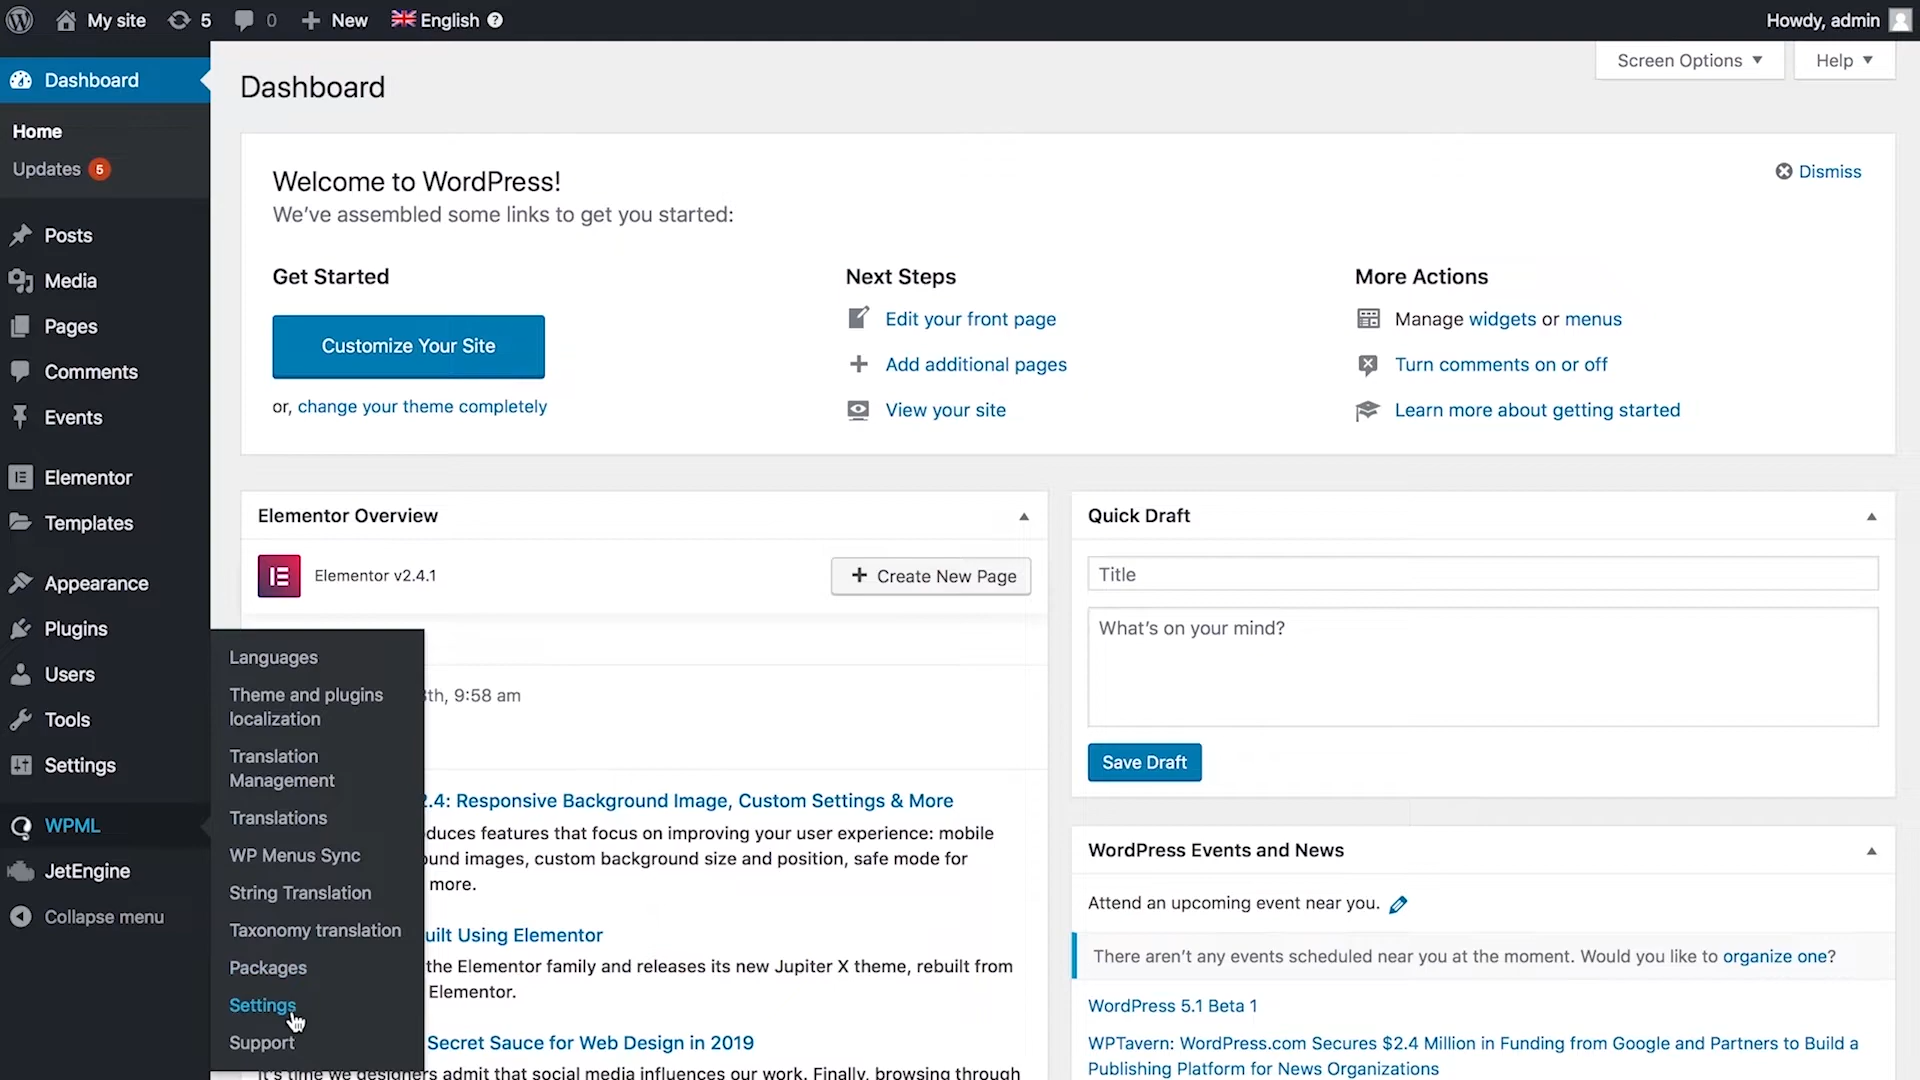 My site
5
0
New
English
Howdy, admin
Screen Options
Help
Dashboard
Home
Updates 5
Posts
Media
Pages
Comments
Events
Elementor
Templates
Appearance
Plugins
Users
Tools
Settings
WPML
JetEngine
Collapse menu
Languages
Theme and plugins
localization
Translation
Management
Translations
WP Menus Sync
String Translation
Taxonomy translation
Packages
Settings
Support
Dashboard
Welcome to WordPress!
We've assembled some links to get you started:
Dismiss
Get Started
Customize Your Site
or, change your theme completely
Next Steps
Edit your front page
Add additional pages
View your site
More Actions
Manage widgets or menus
Turn comments on or off
Learn more about getting started
Elementor Overview
Elementor v2.4.1
Create New Page
th, 9:58 am
2.4: Responsive Background Image, Custom Settings & More
duces features that focus on improving your user experience: mobile
und images, custom background size and position, safe mode for
more.
uilt Using Elementor
the Elementor family and releases its new Jupiter X theme, rebuilt from
Elementor.
Secret Sauce for Web Design in 2019
It's time we designers admit that social media influences our work. Finally, browsing through
Quick Draft
Title
What's on your mind?
Save Draft
WordPress Events and News
Attend an upcoming event near you.
There aren't any events scheduled near you at the moment. Would you like to organize one?
WordPress 5.1 Beta 1
WPTavern: WordPress.com Secures $2.4 Million in Funding from Google and Partners to Build a
Publishing Platform for News Organizations